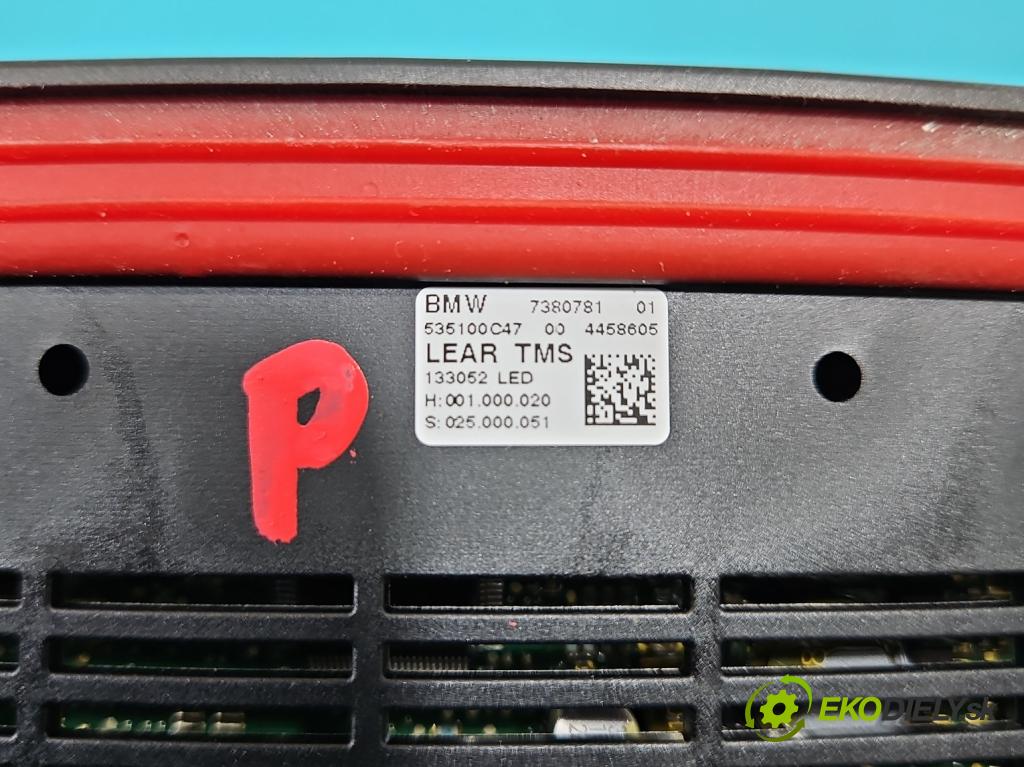 BMW 7380781 01
535100C47 00 4458605
LEAR TMS
133052 LED
H:001.000.020
S:025.000.051
P
EKODIELY.sk